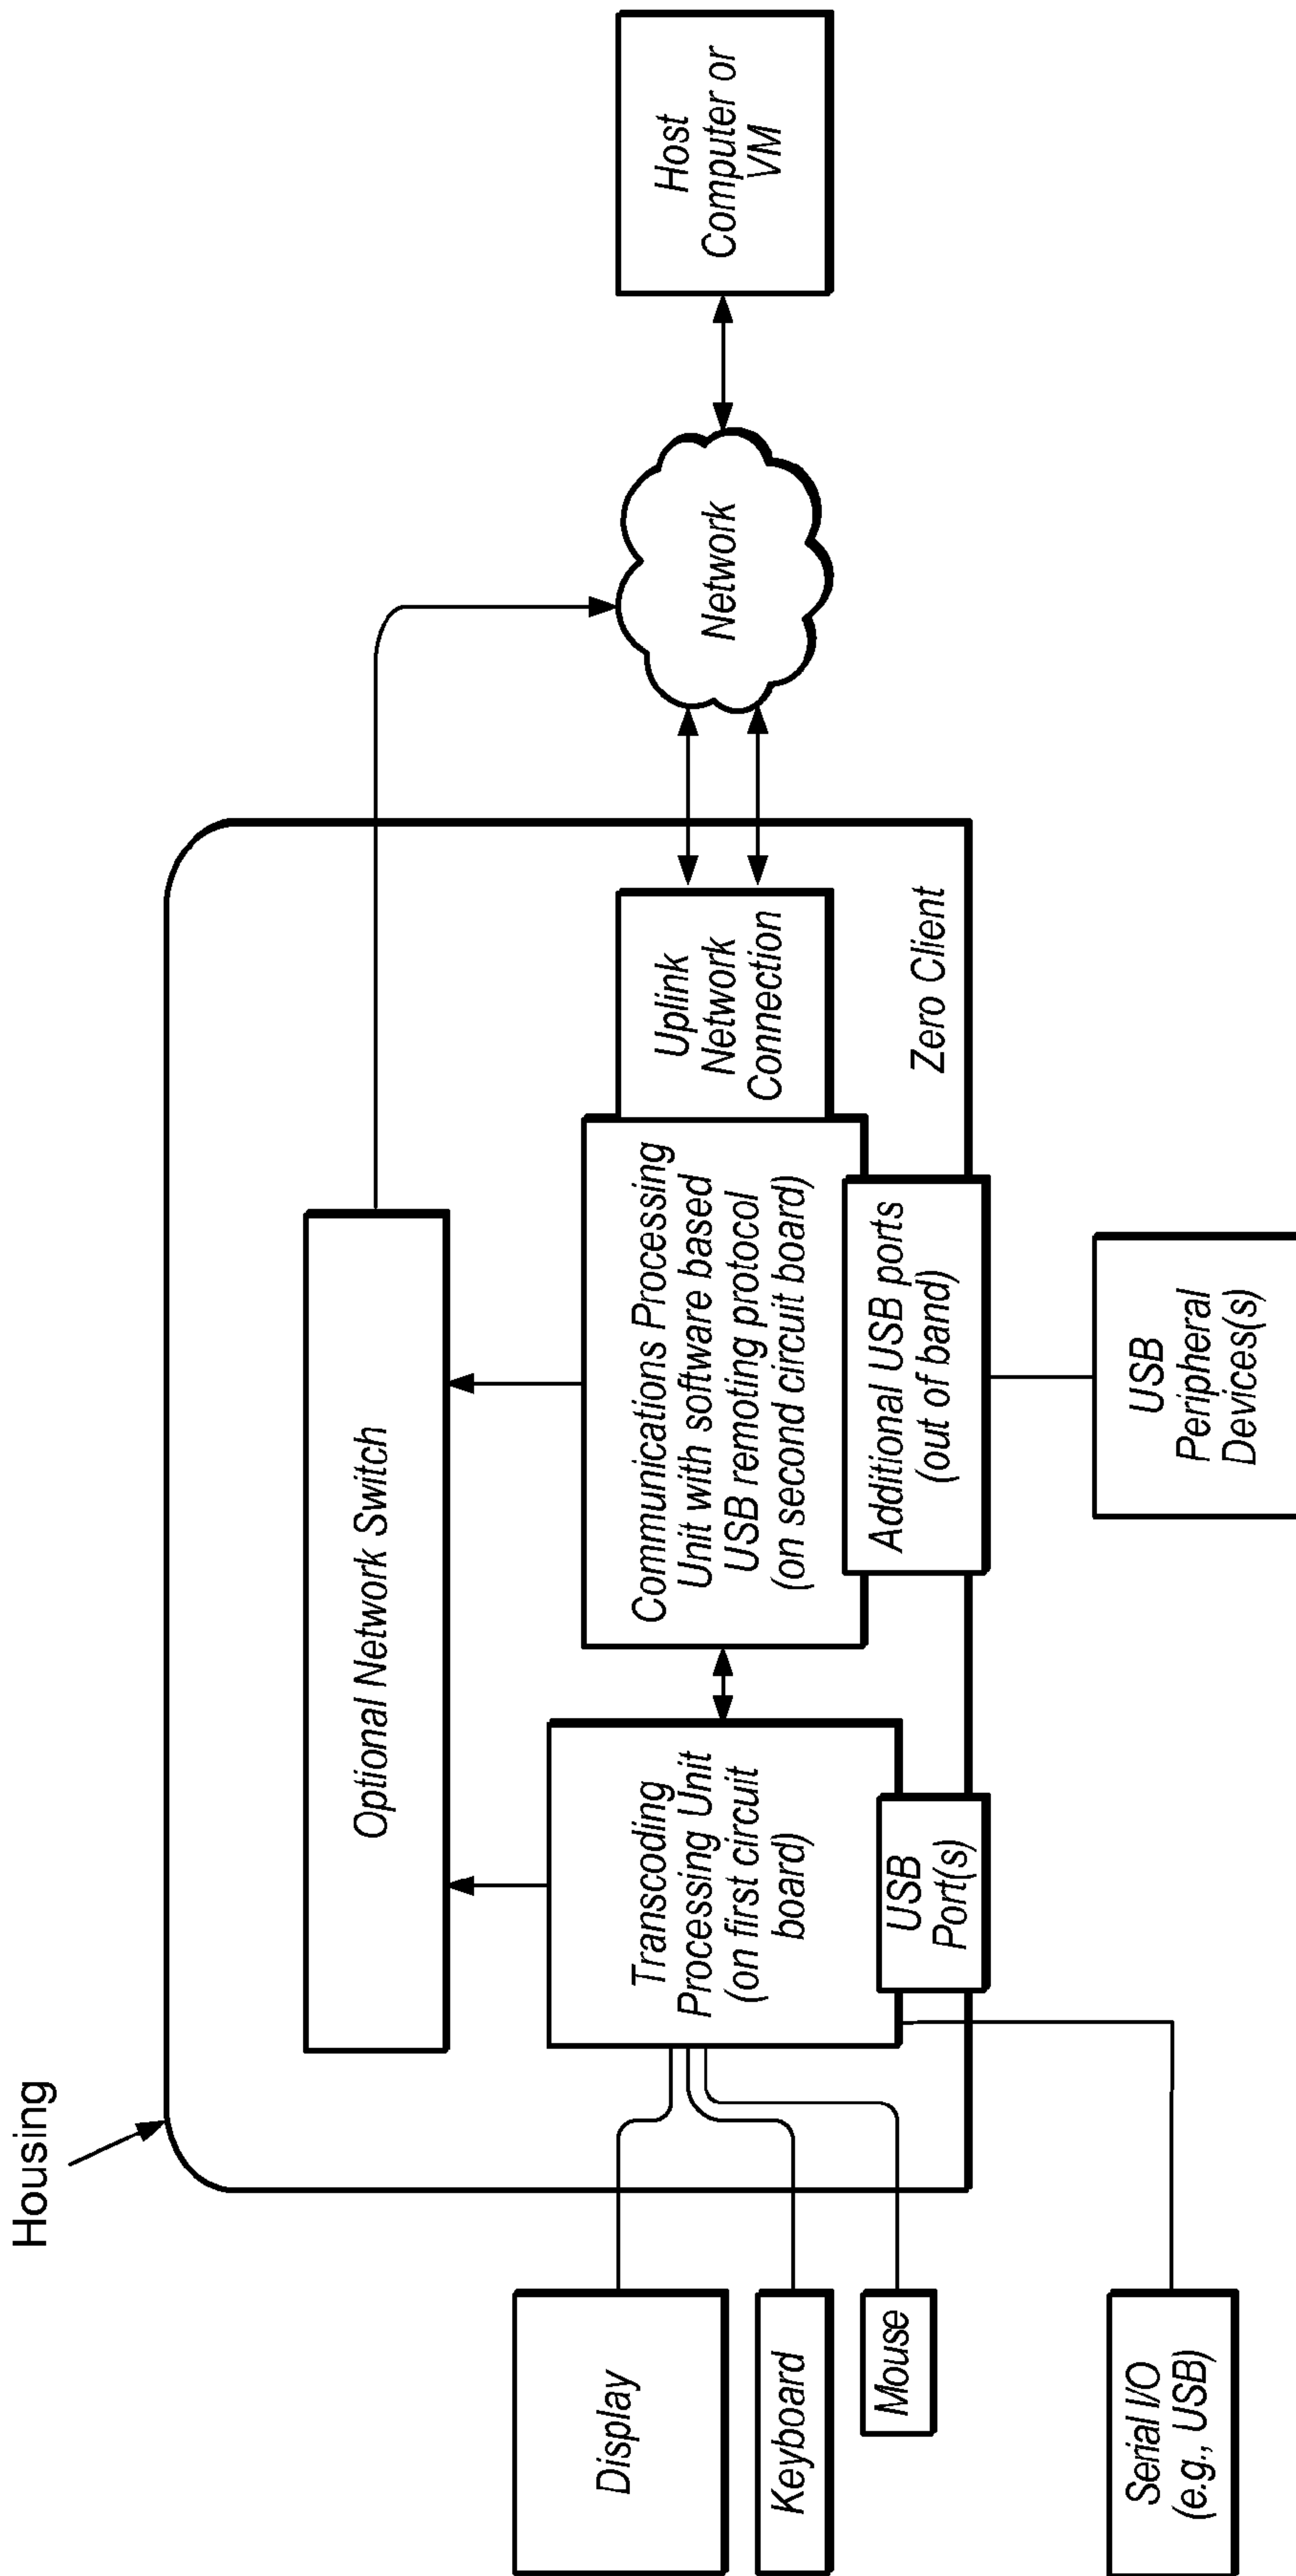 Housing
Optional Network Switch
Display
Keyboard
Mouse
Serial I/O
(e.g., USB)
Transcoding
Processing Unit
(on first circuit
board)
USB
Port(s)
Communications Processing
Unit with software based
USB remoting protocol
(on second circuit board)
Additional USB ports
(out of band)
USB
Peripheral
Devices(s)
Uplink
Network
Connection
Zero Client
Network
Host
Computer or
VM